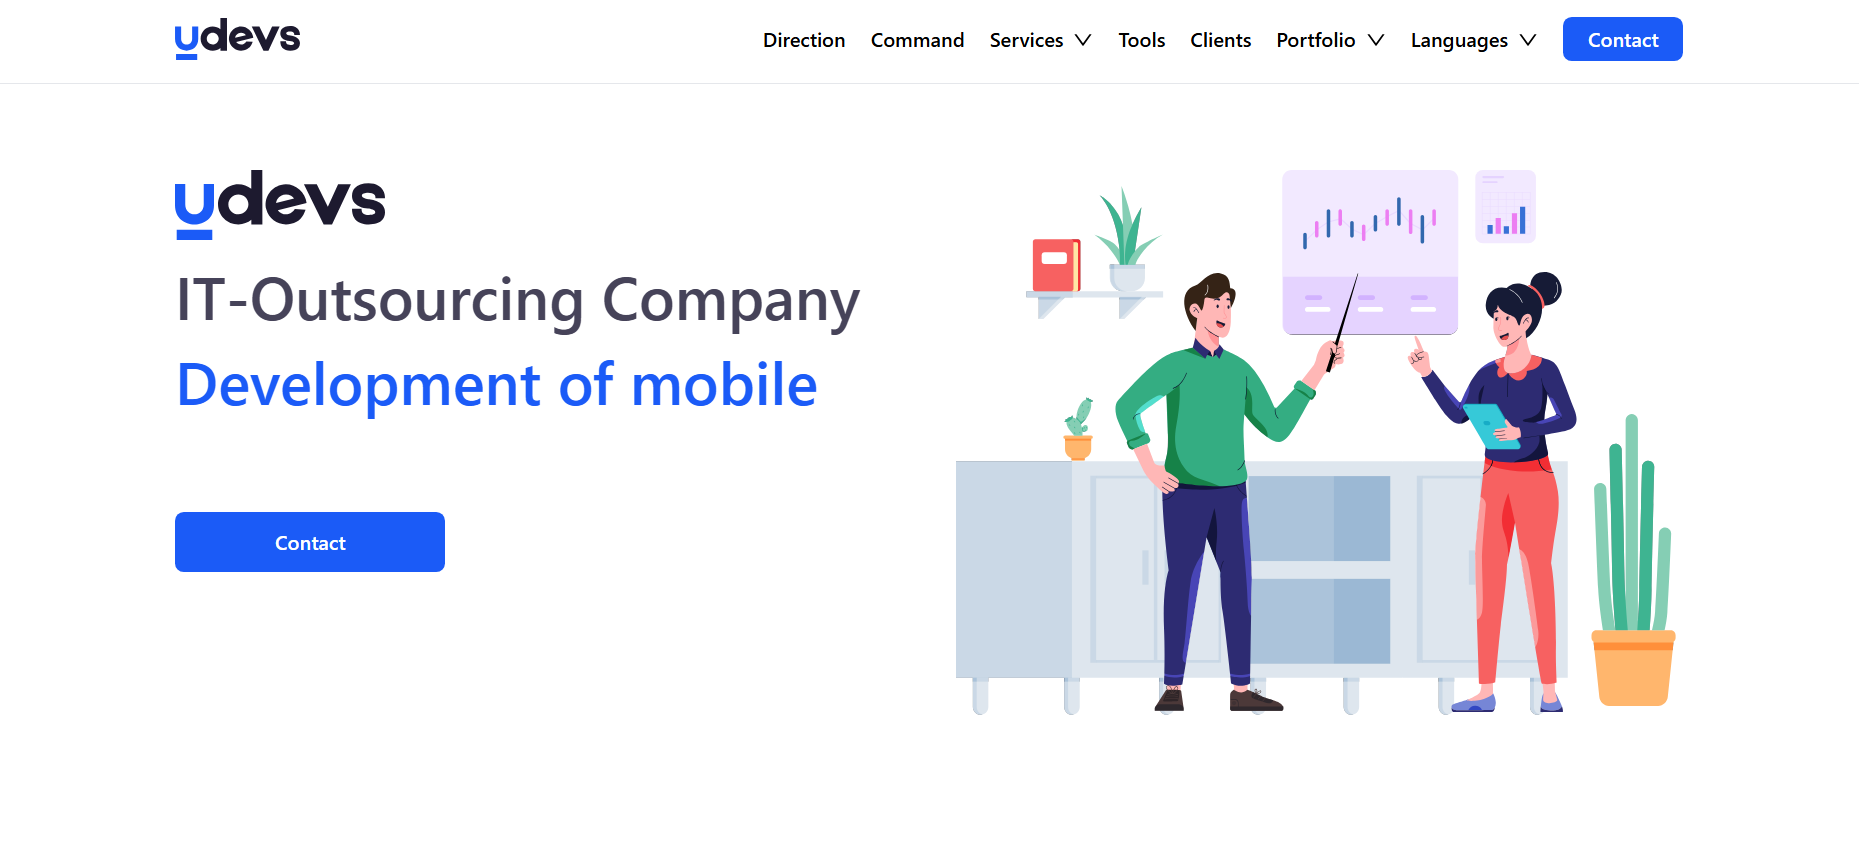 udevs
Direction Command Services Tools Clients Portfolio Languages Contact
udevs
IT-Outsourcing Company
Development of mobile
Contact